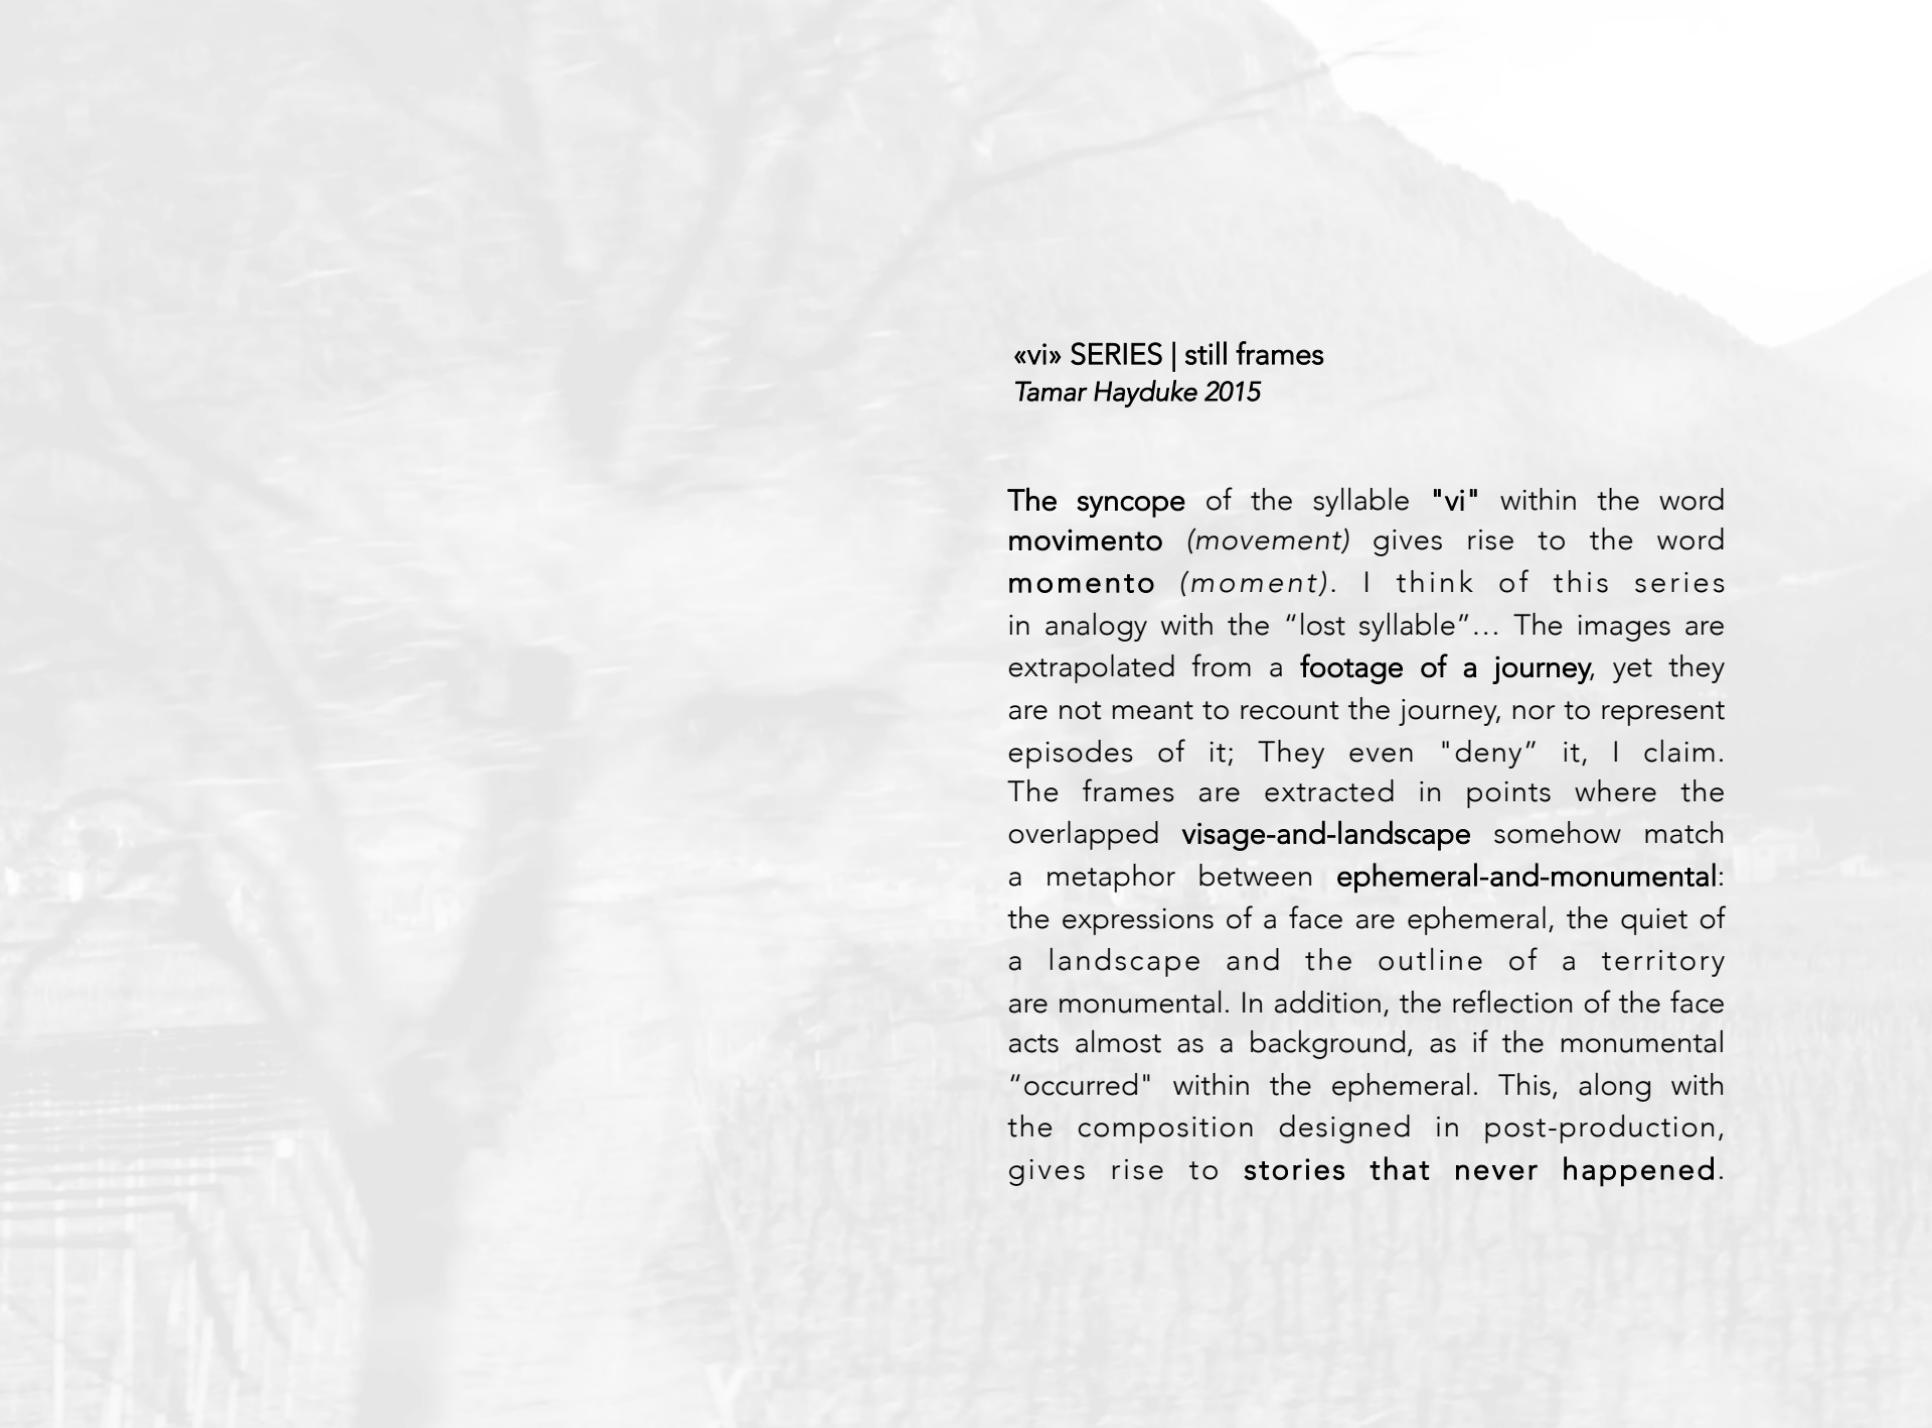 «vi» SERIES | still frames
Tamar Hayduke 2015
The syncope of the syllable "vi" within the word
movimento (movement) gives rise to the word
momento (moment). I think of this series
in analogy with the “lost syllable”… The images are
extrapolated from a footage of a journey, yet they
are not meant to recount the journey, nor to represent
episodes of it; They even "deny” it, I claim.
The frames are extracted in points where the
overlapped visage-and-landscape somehow match
a metaphor between ephemeral-and-monumental:
the expressions of a face are ephemeral, the quiet of
a landscape and the outline of a territory
are monumental. In addition, the reflection of the face
acts almost as a background, as if the monumental
“occurred" within the ephemeral. This, along with
the composition designed in post-production,
gives rise to stories that never happened.